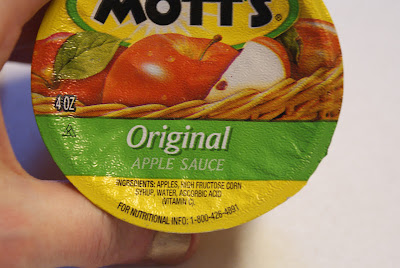 MOTT'S®
4 OZ
K
Original
APPLE SAUCE
INGREDIENTS: APPLES, HIGH FRUCTOSE CORN
SYRUP, WATER, ASCORBIC ACID
(VITAMIN C).
FOR NUTRITIONAL INFO: 1-800-426-4891